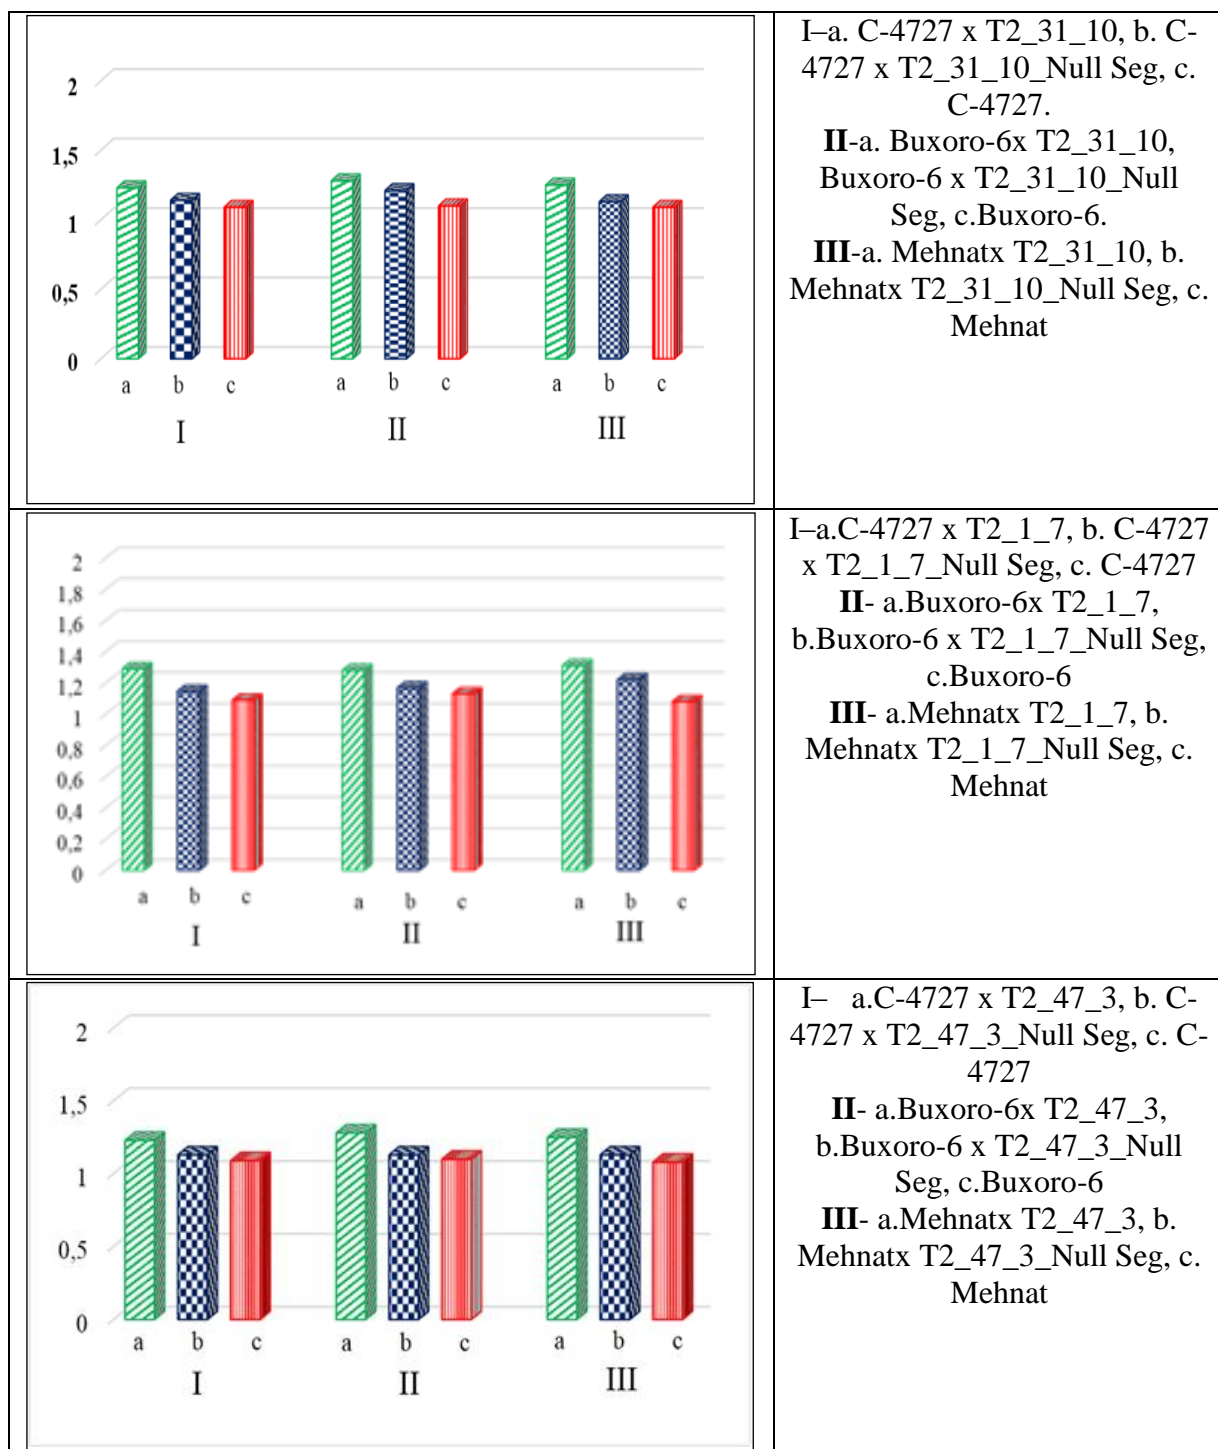 2
1,5
1
0,5
0
a b c a b c a b c
I II III
I–a. C-4727 x T2_31_10, b. C-
4727 x T2_31_10_Null Seg, c.
C-4727.
II-a. Buxoro-6x T2_31_10,
Buxoro-6 x T2_31_10_Null
Seg, c.Buxoro-6.
III-a. Mehnatx T2_31_10, b.
Mehnatx T2_31_10_Null Seg, c.
Mehnat
2
1,8
1,6
1,4
1,2
1
0,8
0,6
0,4
0,2
0
a b c a b c a b c
I II III
I–a.C-4727 x T2_1_7, b. C-4727
x T2_1_7_Null Seg, c. C-4727
II- a.Buxoro-6x T2_1_7,
b.Buxoro-6 x T2_1_7_Null Seg,
c.Buxoro-6
III- a.Mehnatx T2_1_7, b.
Mehnatx T2_1_7_Null Seg, c.
Mehnat
2
1,5
1
0,5
0
a b c a b c a b c
I II III
I– a.C-4727 x T2_47_3, b. C-
4727 x T2_47_3_Null Seg, c. C-
4727
II- a.Buxoro-6x T2_47_3,
b.Buxoro-6 x T2_47_3_Null
Seg, c.Buxoro-6
III- a.Mehnatx T2_47_3, b.
Mehnatx T2_47_3_Null Seg, c.
Mehnat